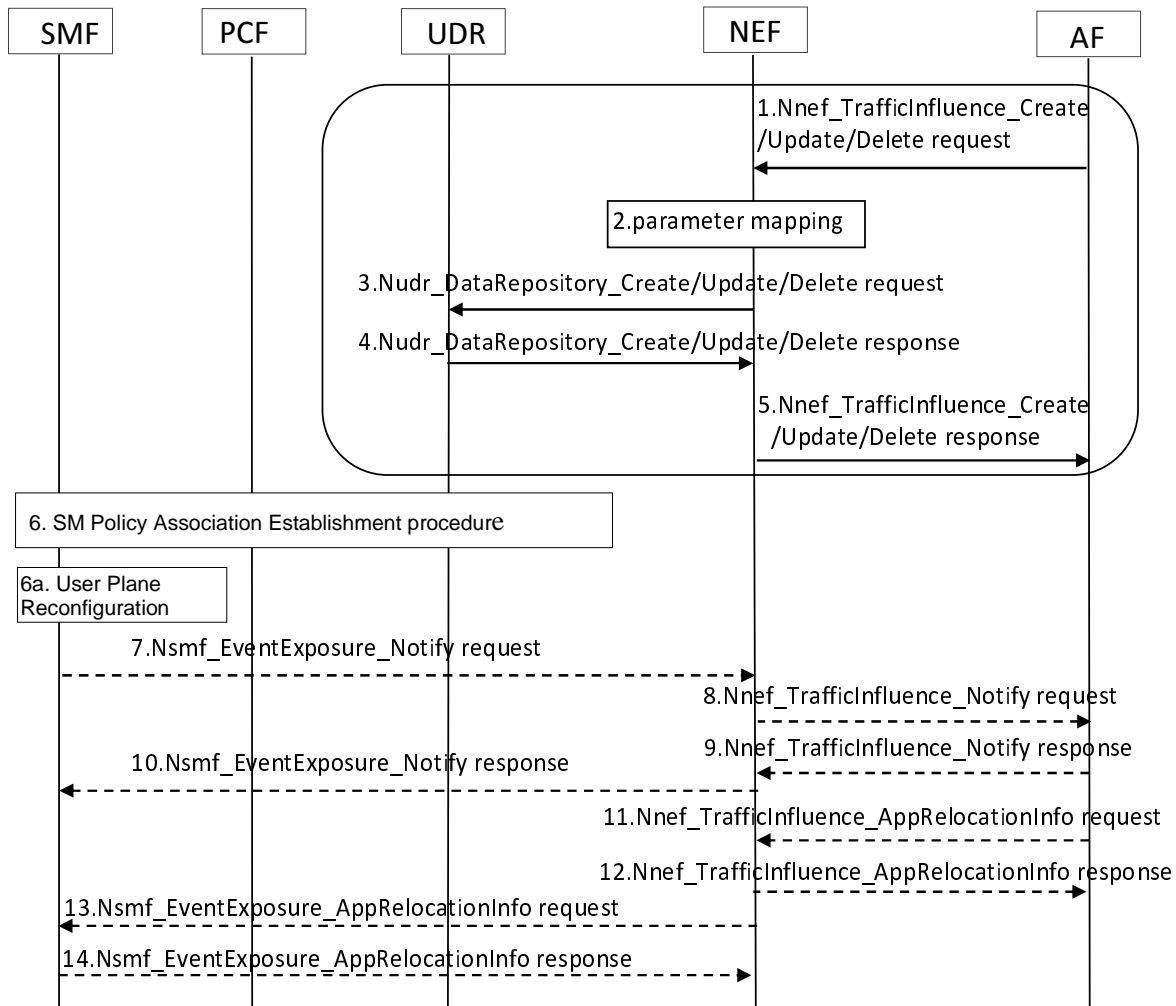 SMF
PCF
UDR
NEF
AF
1.Nnef_TrafficInfluence_Create
/Update/Delete request
2.parameter mapping
3.Nudr_DataRepository_Create/Update/Delete request
4.Nudr_DataRepository_Create/Update/Delete response
5.Nnef_TrafficInfluence_Create
/Update/Delete response
6. SM Policy Association Establishment procedure
6a. User Plane
Reconfiguration
7.Nsmf_EventExposure_Notify request
8.Nnef_TrafficInfluence_Notify request
9.Nnef_TrafficInfluence_Notify response
10.Nsmf_EventExposure_Notify response
11.Nnef_TrafficInfluence_AppRelocationInfo request
12.Nnef_TrafficInfluence_AppRelocationInfo response
13.Nsmf_EventExposure_AppRelocationInfo request
14.Nsmf_EventExposure_AppRelocationInfo response